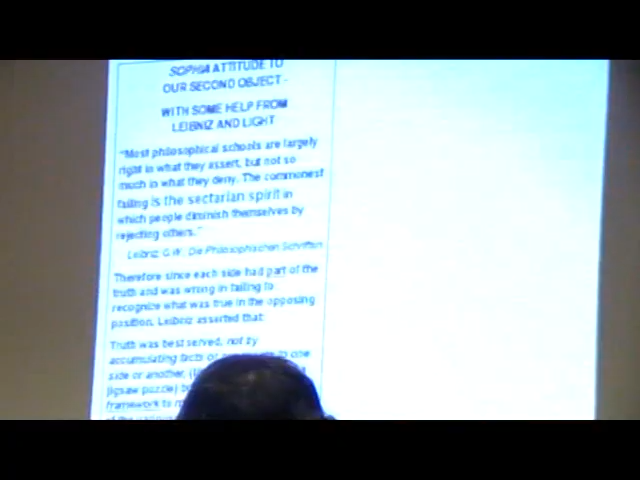 SOPHIA ATTITUDE TO
OUR SECOND OBJECT -
WITH SOME HELP FROM
LEIBNIZ AND LIGHT
"Most philosophical schools are largely
right in what they assert, but not so
much in what they deny. The commonest
failing is the sectarian spirit in
which people diminish themselves by
rejecting others."
Leibniz, G.W. Die Philosophischen Schriften
Therefore since each side had part of the
truth and was wrong in failing to
recognize what was true in the opposing
position, Leibniz asserted that:
Truth was best served, not by
accumulating facts to one
side or another,
jigsaw puzzle)
framework to